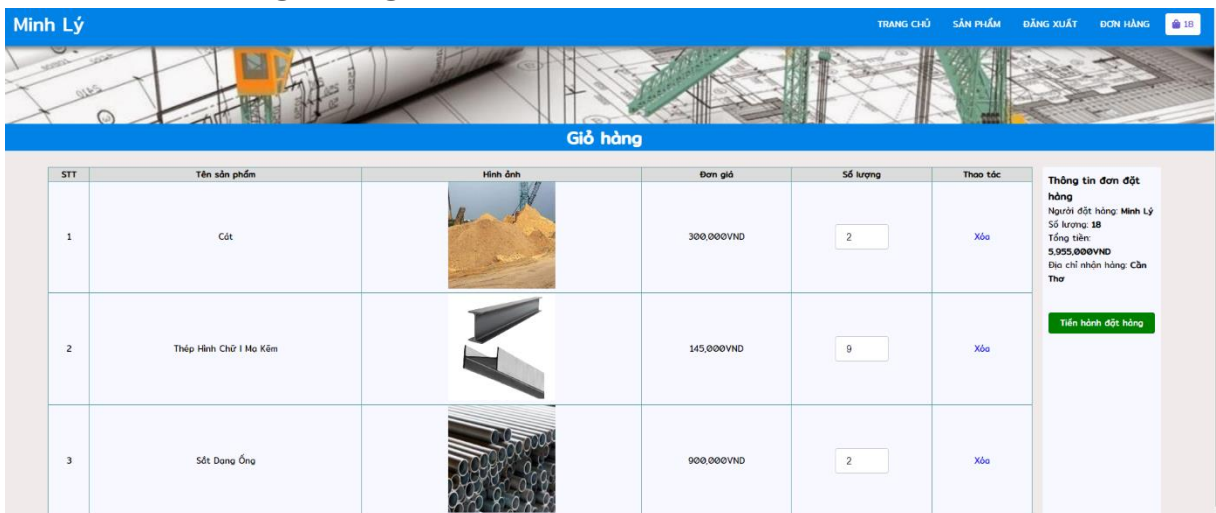 Minh Lý
TRANG CHỦ SẢN PHẨM ĐĂNG XUẤT ĐƠN HÀNG 18
Giỏ hàng
STT Tên sản phẩm Hình ảnh Đơn giá Số lượng Thao tác
1 Cát 300,000VND 2 Xóa
2 Thép Hình Chữ I Mạ Kẽm 145,000VND 9 Xóa
3 Sắt Dạng Ống 900,000VND 2 Xóa
Thông tin đơn đặt
hàng
Người đặt hàng: Minh Lý
Số lượng: 18
Tổng tiền:
5,955,000VND
Địa chỉ nhận hàng: Cần
Thơ
Tiến hành đặt hàng